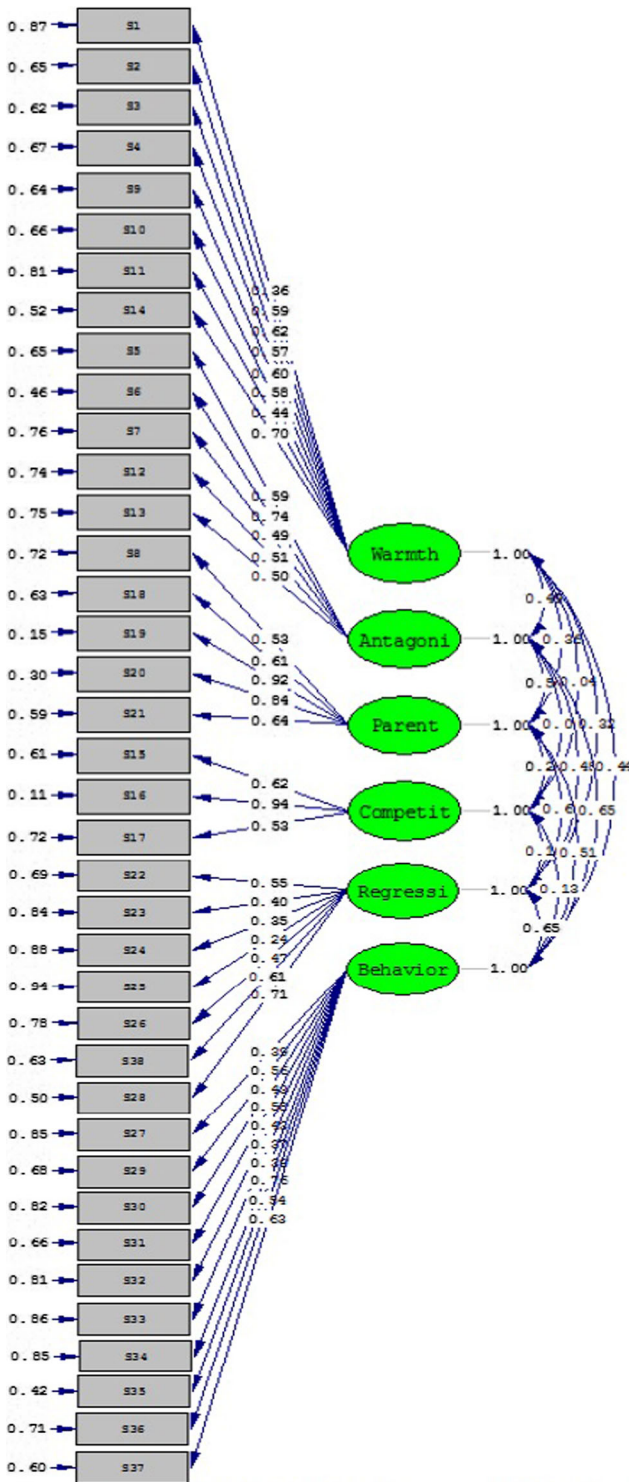 0.87 S1
0.65 S2
0.62 S3
0.67 S4
0.64 S9
0.66 S10
0.81 S11
0.36
0.52 S14
0.59
0.62
0.65 S5
0.57
0.60
0.46 S6
0.58
0.44
0.76 S7
0.70
0.74 S12
0.59
0.75 S13
0.74
0.49
0.72 S8
0.51
Warmth 1.00
0.50
0.63 S18
0.15 S19
0.53
Antagoni 1.00
0.36
0.61
0.30 S20
0.92
0.04
0.84
0.59 S21
0.64
Parent 1.00
0.32
0.61 S15
0.62
0.11 S16
0.94
Competit 1.00
0.65
0.53
0.72 S17
0.51
0.69 S22
0.55
Regressi 1.00
0.13
0.84 S23
0.40
0.35
0.65
0.88 S24
0.24
0.47
Behavior 1.00
0.94 S25
0.61
0.71
0.78 S26
0.63 S38
0.39
0.50 S28
0.85 S27
0.37
0.68 S29
0.82 S30
0.54
0.63
0.66 S31
0.81 S32
0.86 S33
0.85 S34
0.42 S35
0.71 S36
0.60 S37